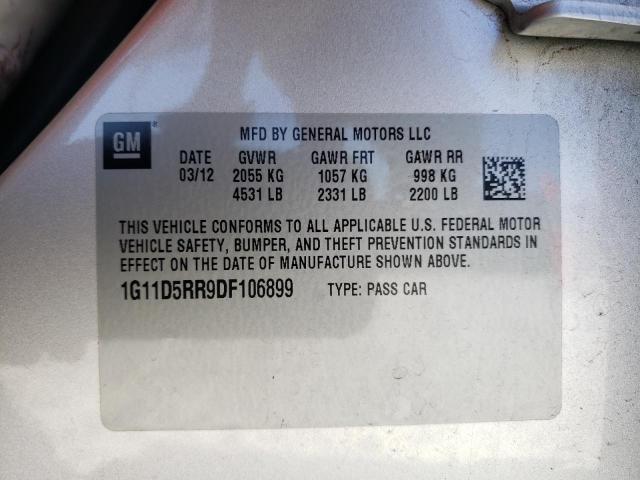 GM®
MFD BY GENERAL MOTORS LLC
DATE GVWR GAWR FRT GAWR RR
03/12 2055 KG 1057 KG 998 KG
4531 LB 2331 LB 2200 LB
THIS VEHICLE CONFORMS TO ALL APPLICABLE U.S. FEDERAL MOTOR
VEHICLE SAFETY, BUMPER, AND THEFT PREVENTION STANDARDS IN
EFFECT ON THE DATE OF MANUFACTURE SHOWN ABOVE.
1G11D5RR9DF106899 TYPE: PASS CAR